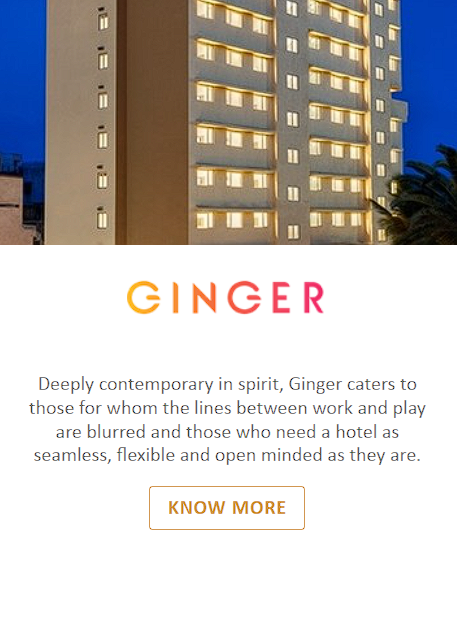 GINGER
Deeply contemporary in spirit, Ginger caters to
those for whom the lines between work and play
are blurred and those who need a hotel as
seamless, flexible and open minded as they are.
KNOW MORE